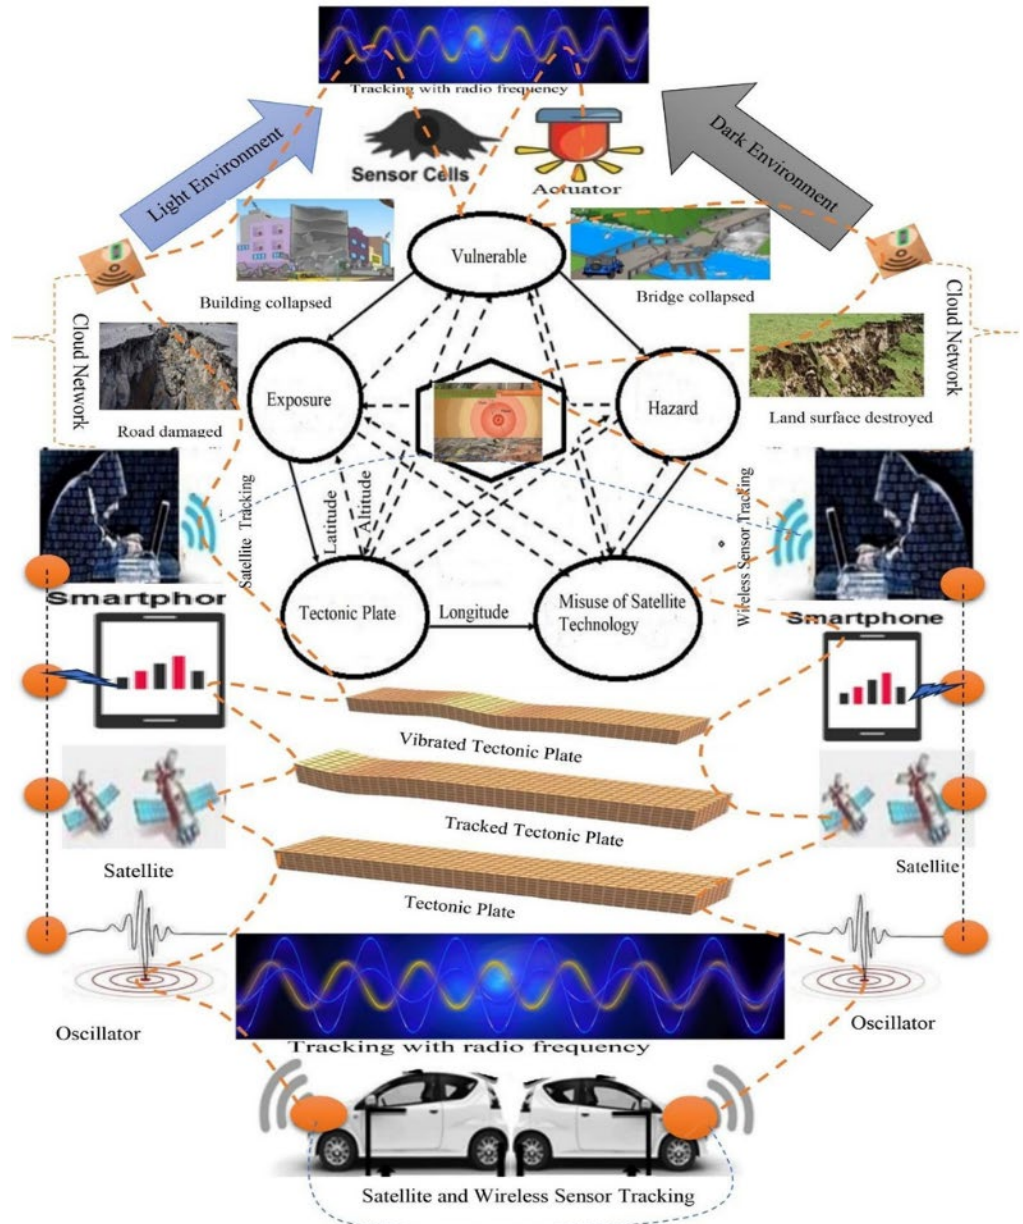 Tracking with radio frequency
Light Environment
Dark Environment
Sensor Cells
Actuator
Vulnerable
Building collapsed
Bridge collapsed
Cloud Network
Cloud Network
Exposure
Hazard
Road damaged
Land surface destroyed
Satellite Tracking
Latitude
Altitude
Wireless Sensor Tracking
Smartphor
Tectonic Plate
Longitude
Misuse of Satellite
Technology
Smartphone
Vibrated Tectonic Plate
Tracked Tectonic Plate
Satellite
Satellite
Tectonic Plate
Oscillator
Oscillator
Tracking with radio frequency
Satellite and Wireless Sensor Tracking